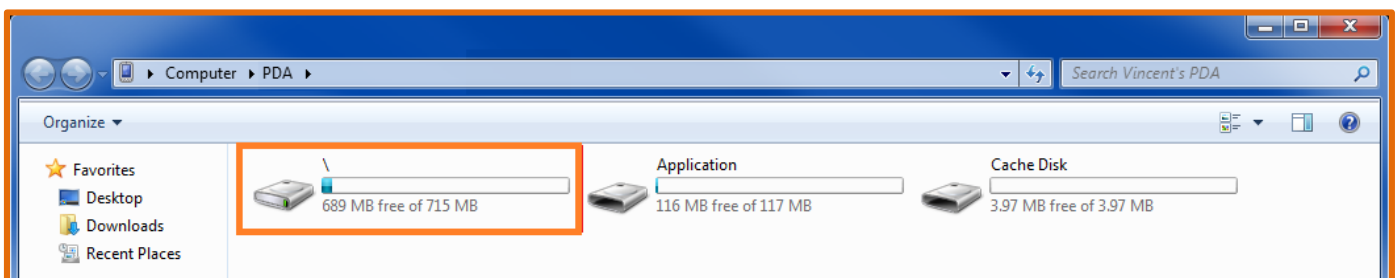 Computer ▸ PDA ▸
Search Vincent's PDA
Organize
Favorites
Desktop
Downloads
Recent Places
\
689 MB free of 715 MB
Application
116 MB free of 117 MB
Cache Disk
3.97 MB free of 3.97 MB